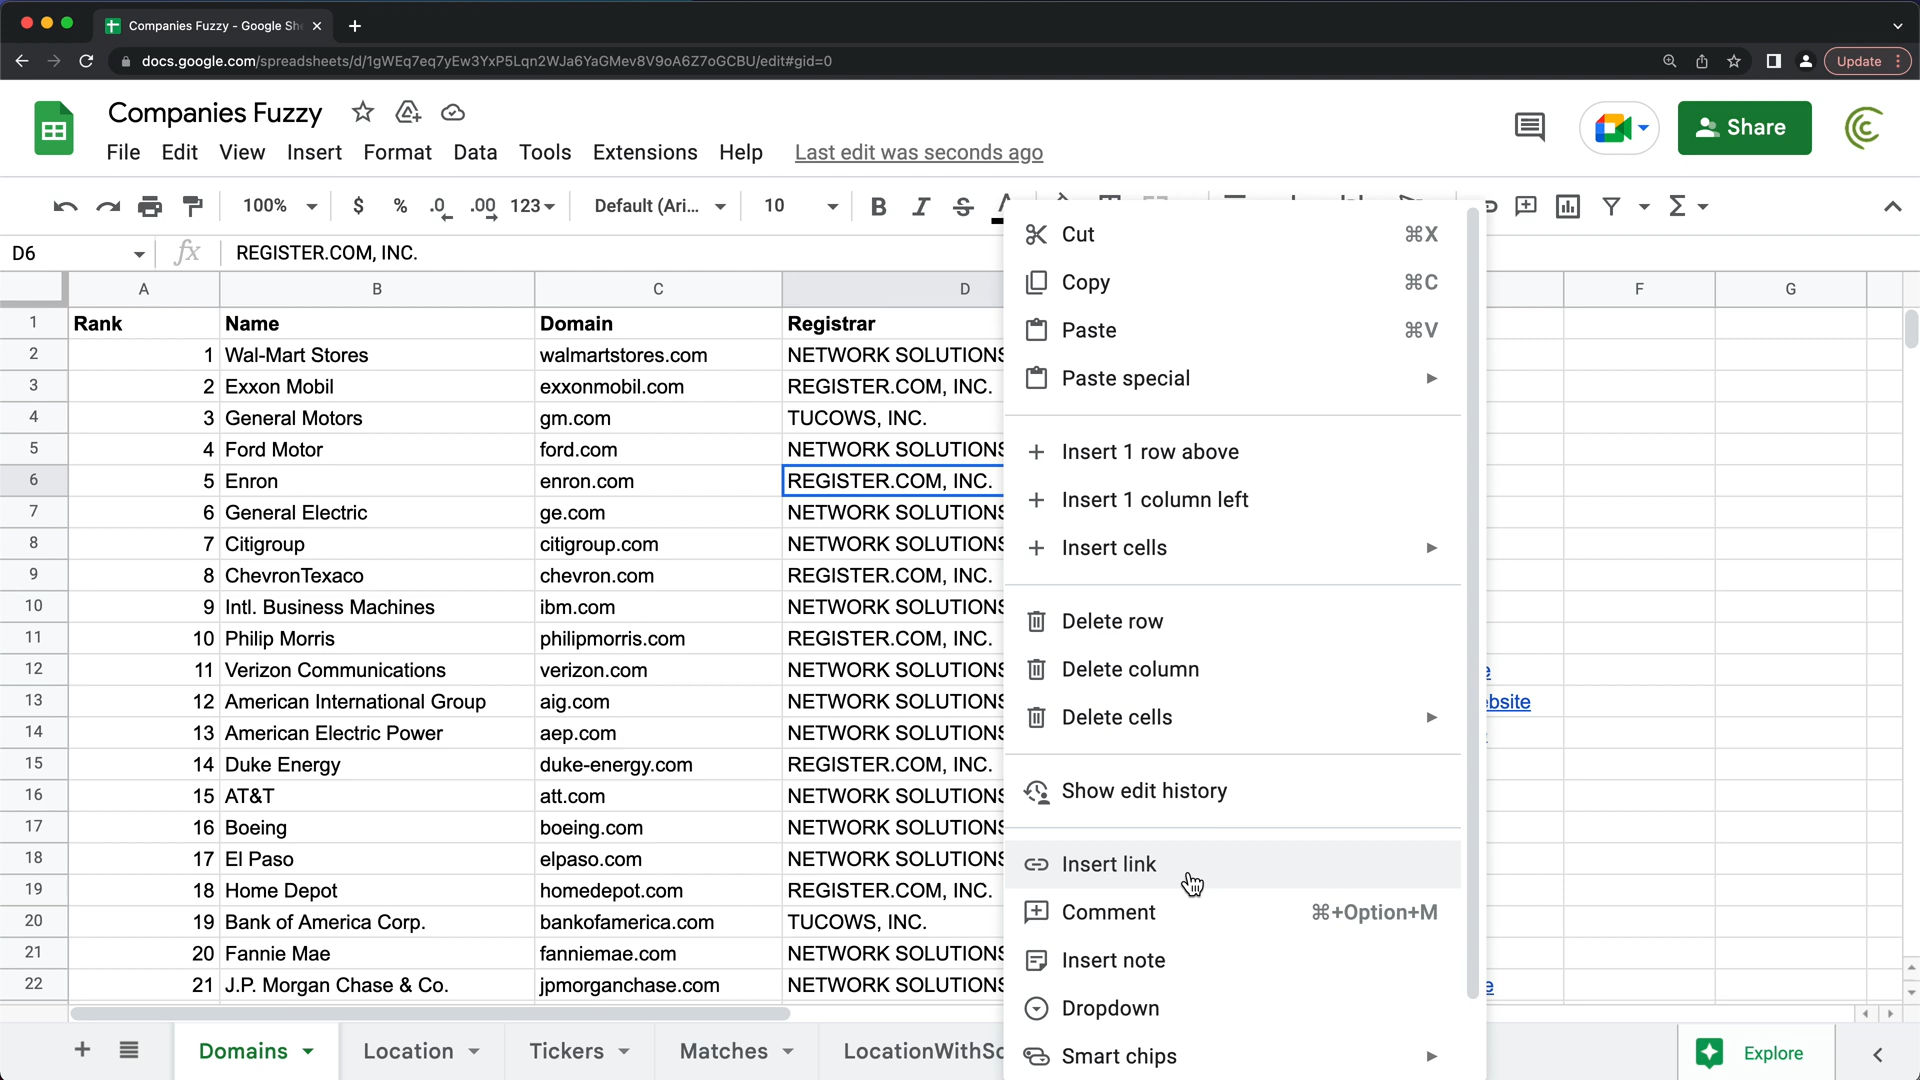 Companies Fuzzy - Google She
docs.google.com/spreadsheets/d/1gWEq7eq7yEw3YxP5Lqn2WJa6YaGMev8V9oA6Z7oGCBU/edit#gid=0
Update
Companies Fuzzy
File Edit View Insert Format Data Tools Extensions Help Last edit was seconds ago
Share
100% $ % .0 .00 123 Default (Ari... 10 B I S A Σ
D6 fx REGISTER.COM, INC.
A B C D F G
1 Rank Name Domain Registrar
2 1 Wal-Mart Stores walmartstores.com NETWORK SOLUTIONS
3 2 Exxon Mobil exxonmobil.com REGISTER.COM, INC.
4 3 General Motors gm.com TUCOWS, INC.
5 4 Ford Motor ford.com NETWORK SOLUTIONS
6 5 Enron enron.com REGISTER.COM, INC.
7 6 General Electric ge.com NETWORK SOLUTIONS
8 7 Citigroup citigroup.com NETWORK SOLUTIONS
9 8 ChevronTexaco chevron.com REGISTER.COM, INC.
10 9 Intl. Business Machines ibm.com NETWORK SOLUTIONS
11 10 Philip Morris philipmorris.com REGISTER.COM, INC.
12 11 Verizon Communications verizon.com NETWORK SOLUTIONS e
13 12 American International Group aig.com NETWORK SOLUTIONS ebsite
14 13 American Electric Power aep.com NETWORK SOLUTIONS
15 14 Duke Energy duke-energy.com REGISTER.COM, INC.
16 15 AT&T att.com NETWORK SOLUTIONS
17 16 Boeing boeing.com NETWORK SOLUTIONS
18 17 El Paso elpaso.com NETWORK SOLUTIONS
19 18 Home Depot homedepot.com REGISTER.COM, INC.
20 19 Bank of America Corp. bankofamerica.com TUCOWS, INC.
21 20 Fannie Mae fanniemae.com NETWORK SOLUTIONS
22 21 J.P. Morgan Chase & Co. jpmorganchase.com NETWORK SOLUTIONS e
Cut ⌘X
Copy ⌘C
Paste ⌘V
Paste special
Insert 1 row above
Insert 1 column left
Insert cells
Delete row
Delete column
Delete cells
Show edit history
Insert link
Comment ⌘+Option+M
Insert note
Dropdown
Smart chips
Domains Location Tickers Matches LocationWithSc
Explore